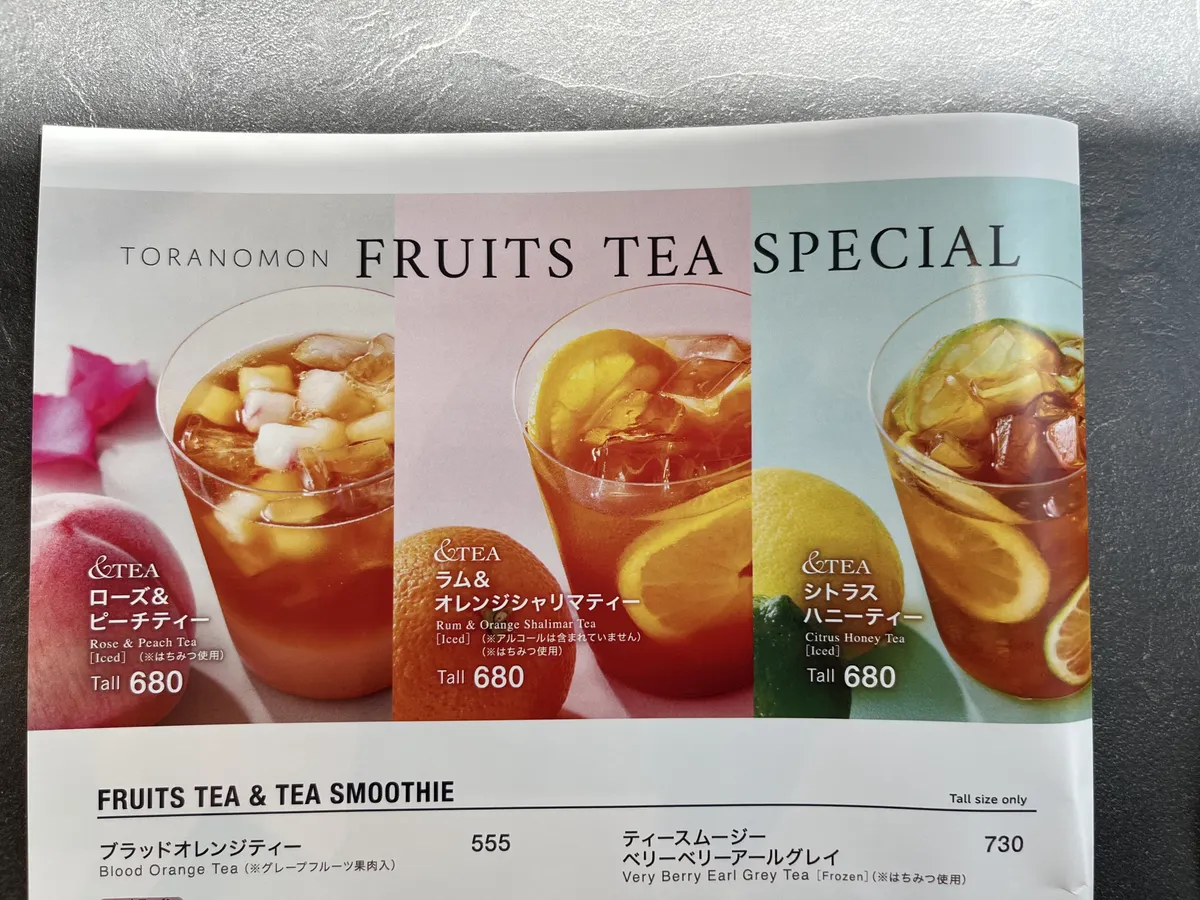 TORANOMON FRUITS TEA SPECIAL
&TEA
ローズ&
ピーチティー
Rose & Peach Tea
[Iced] (※はちみつ使用)
Tall 680
&TEA
ラム&
オレンジシャリマティー
Rum & Orange Shalimar Tea
[Iced] (※アルコールは含まれていません)
(※はちみつ使用)
Tall 680
&TEA
シトラス
ハニーティー
Citrus Honey Tea
[Iced]
Tall 680
FRUITS TEA & TEA SMOOTHIE
Tall size only
ブラッドオレンジティー 555
Blood Orange Tea (※グレープフルーツ果肉入)
ティースムージー
ベリーベリーアールグレイ 730
Very Berry Earl Grey Tea [Frozen] (※はちみつ使用)